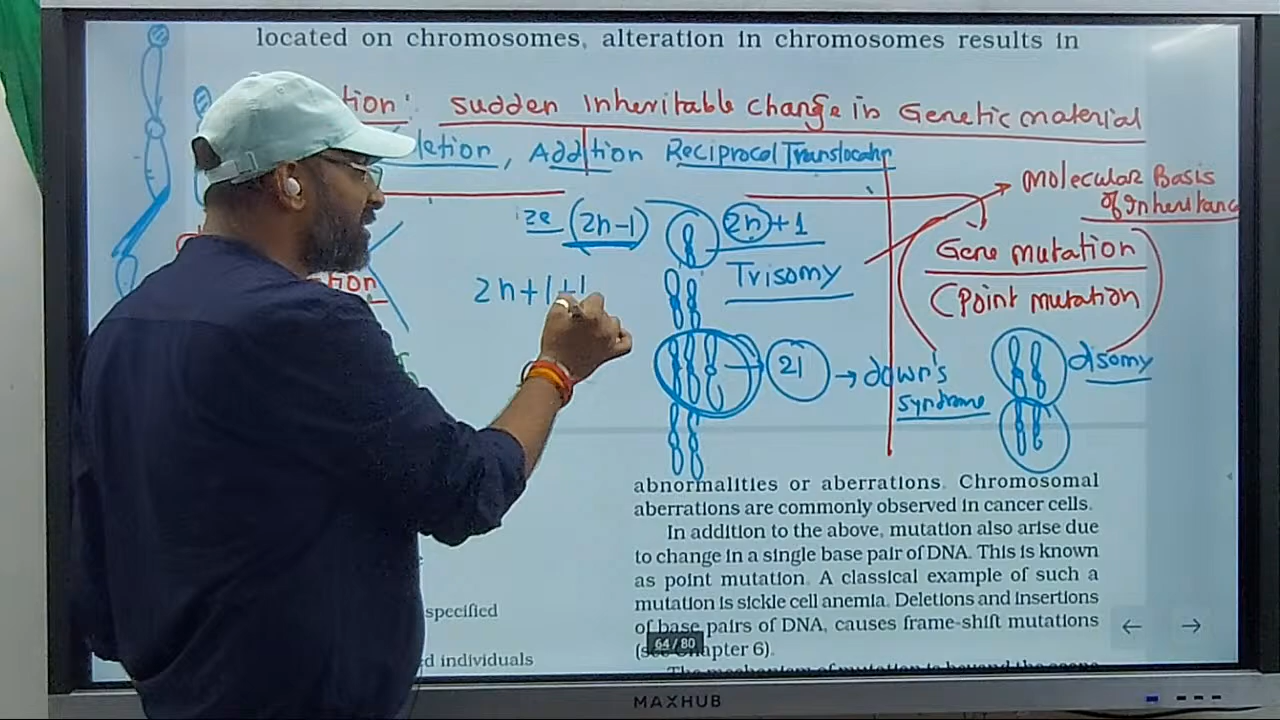 located on chromosomes, alteration in chromosomes results in
tion: sudden Inheritable change in Genetic material
letion, Addition Reciprocal Translocatn
Molecular Basis
of Inheritance
(2n-1)
2n+1
Trisomy
Gene mutation
(Point mutation
tion
2n+1+1
21 → down's
syndrome
disomy
abnormalities or aberrations. Chromosomal
aberrations are commonly observed in cancer cells.
In addition to the above, mutation also arise due
to change in a single base pair of DNA. This is known
as point mutation. A classical example of such a
mutation is sickle cell anemia. Deletions and insertions
of base pairs of DNA, causes frame-shift mutations
apter 6).
specified
d individuals
64 / 80
MAXHUB